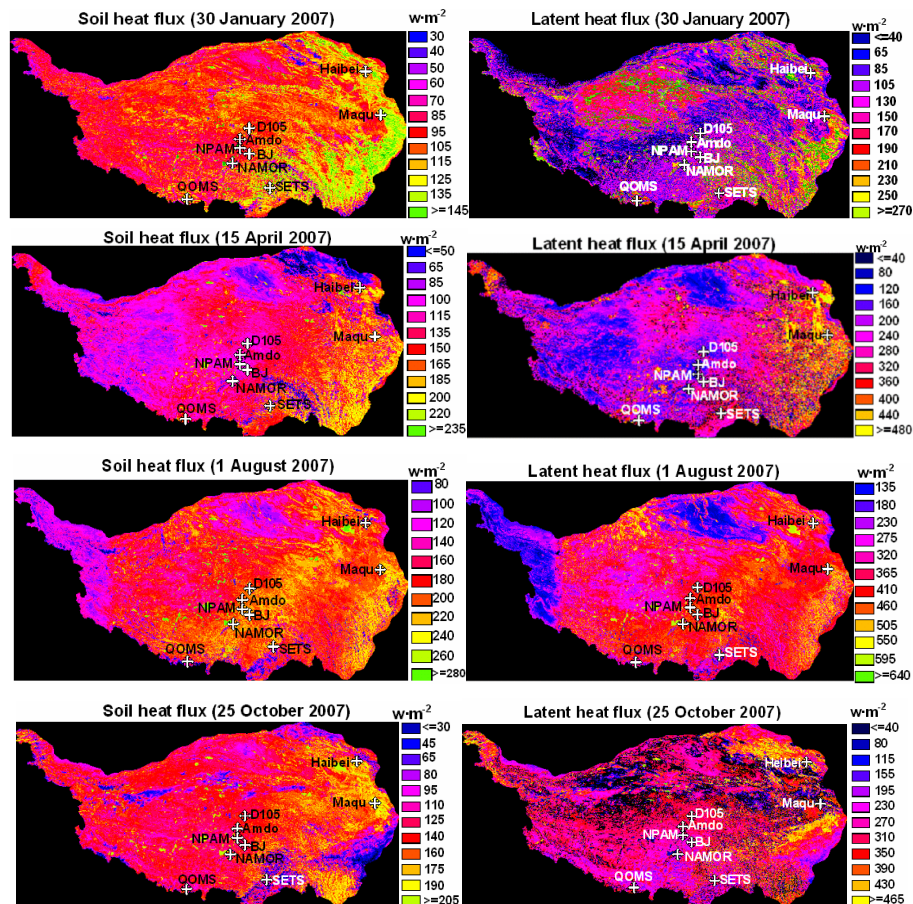 Soil heat flux (30 January 2007)
w·m-2
30
40
50
60
70
85
95
105
115
125
135
>=145
Haibei
Maqu
D105
Amdo
NPAM
BJ
NAMOR
QOMS
SETS
Latent heat flux (30 January 2007)
w·m-2
<=40
65
85
105
130
150
170
190
210
230
250
>=270
Haibei
Maqu
D105
Amdo
NPAM
BJ
NAMOR
QOMS
SETS
Soil heat flux (15 April 2007)
w·m-2
<=50
65
85
100
115
135
150
165
185
200
220
>=235
Haibei
Maqu
D105
Amdo
NPAM
BJ
NAMOR
QOMS
SETS
Latent heat flux (15 April 2007)
w·m-2
<=40
80
120
160
200
240
280
320
360
400
440
>=480
Haibei
Maqu
D105
Amdo
NPAM
BJ
NAMOR
QOMS
SETS
Soil heat flux (1 August 2007)
w·m-2
80
100
120
140
160
180
200
220
240
260
>=280
Haibei
Maqu
D105
Amdo
NPAM
BJ
NAMOR
QOMS
SETS
Latent heat flux (1 August 2007)
w·m-2
135
180
230
275
320
365
410
460
505
550
595
>=640
Haibei
Maqu
D105
Amdo
NPAM
BJ
NAMOR
QOMS
SETS
Soil heat flux (25 October 2007)
w·m-2
<=30
45
65
80
95
110
125
140
160
175
190
>=205
Haibei
Maqu
D105
Amdo
NPAM
BJ
NAMOR
QOMS
SETS
Latent heat flux (25 October 2007)
w·m-2
<=40
80
115
155
195
230
270
310
350
390
430
>=465
Heibei
Maqu
D105
Amdo
NPAM
BJ
NAMOR
QOMS
SETS